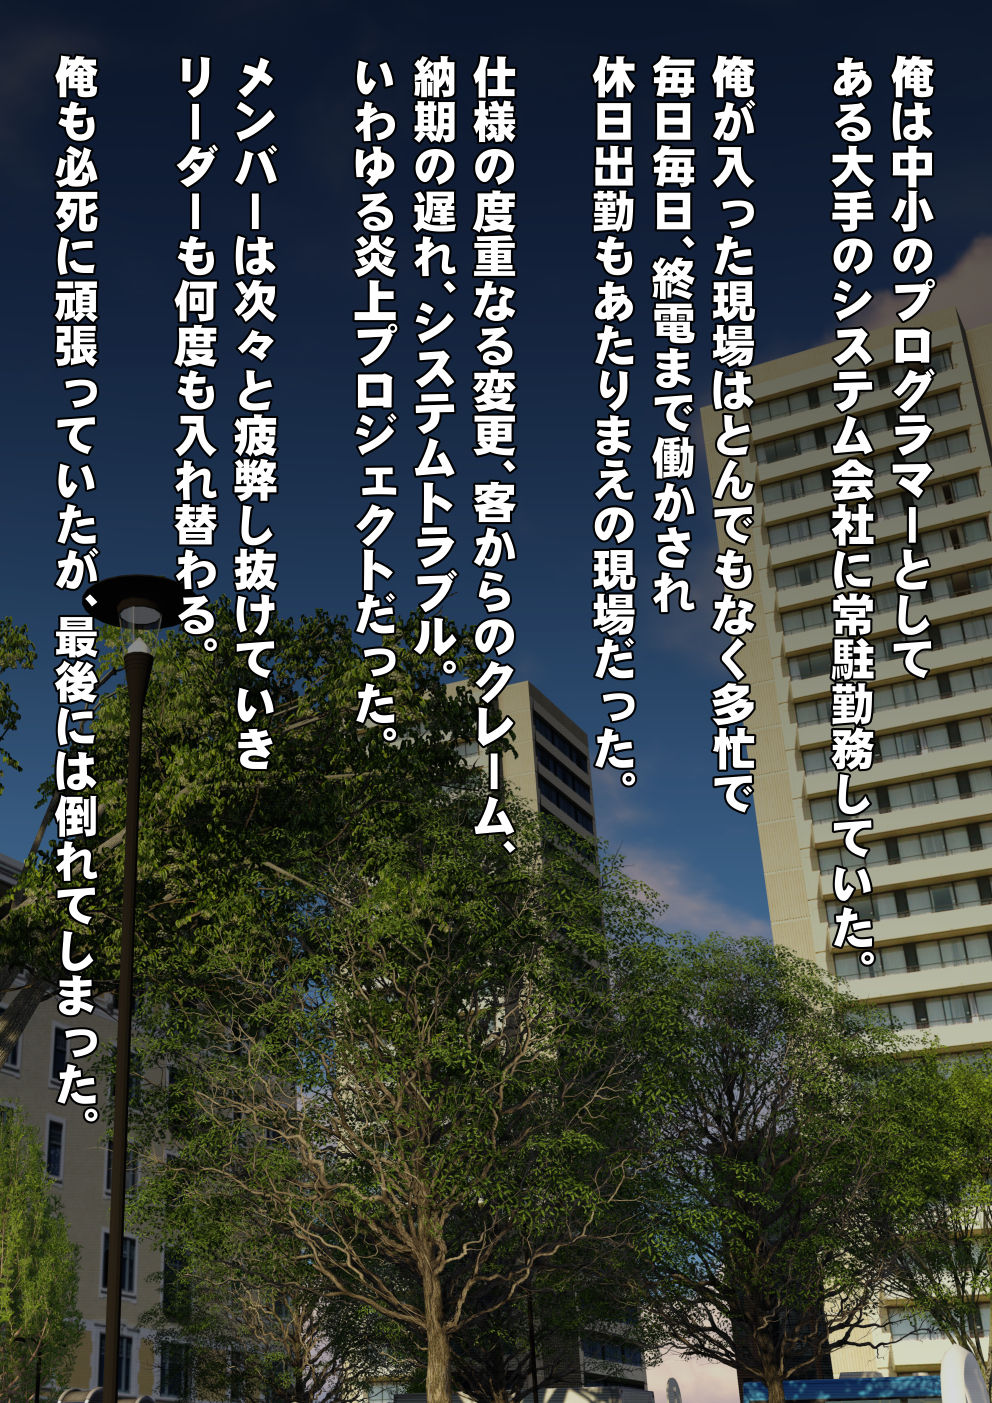 俺は中小のプログラマーとして
ある大手のシステム会社に常駐勤務していた。
俺が入った現場はとんでもなく多忙で
毎日毎日、終電まで働かされ
休日出勤もあたりまえの現場だった。
仕様の度重なる変更、客からのクレーム、
納期の遅れ、システムトラブル。
いわゆる炎上プロジェクトだった。
メンバーは次々と疲弊し抜けていき
リーダーも何度も入れ替わる。
俺も必死に頑張っていたが、最後には倒れてしまった。